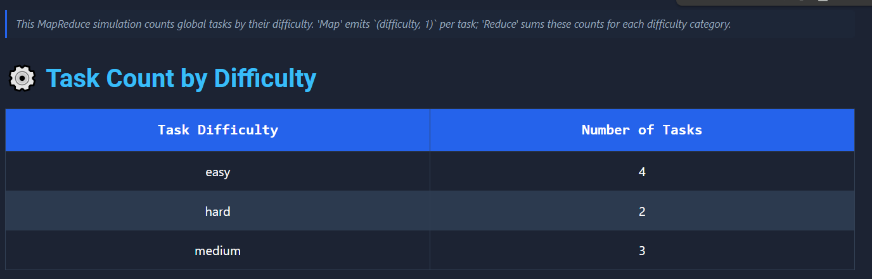 This MapReduce simulation counts global tasks by their difficulty. 'Map' emits `(difficulty, 1)` per task; 'Reduce' sums these counts for each difficulty category.
Task Count by Difficulty
Task Difficulty Number of Tasks
easy 4
hard 2
medium 3